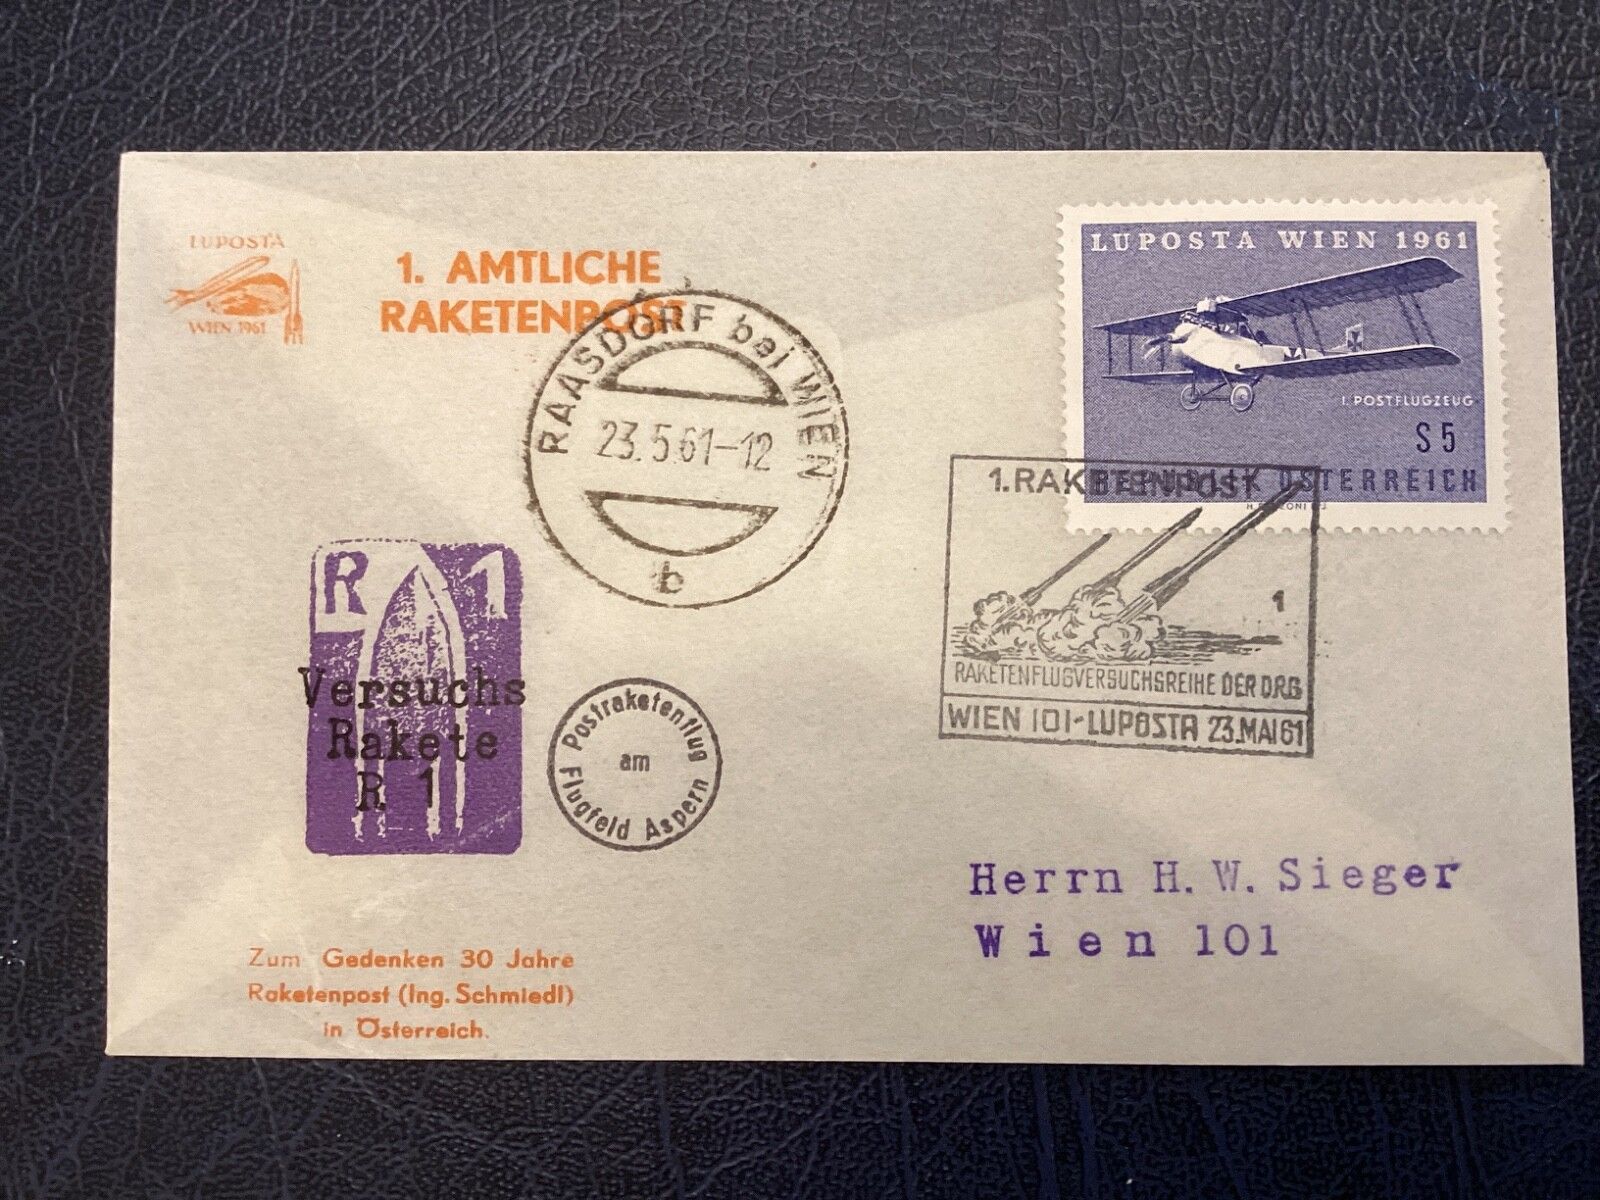 LUPOSTA
WIEN 1961
1. AMTLICHE
RAKETENPOST
RAASDORF bei WIEN
23.5.61-12
b
LUPOSTA WIEN 1961
1. POSTFLUGZEUG
S 5
REPUBLIK ÖSTERREICH
1. RAKETENPOST
1
RAKETENFLUGVERSUCHSREIHE DER DRG
WIEN 101-LUPOSTA 23.MAI 61
R 1
Versuchs
Rakete
R 1
Postraketenflug
am
Flugfeld Aspern
Herrn H. W. Sieger
Wien 101
Zum Gedenken 30 Jahre
Raketenpost (Ing. Schmiedl)
in Österreich.